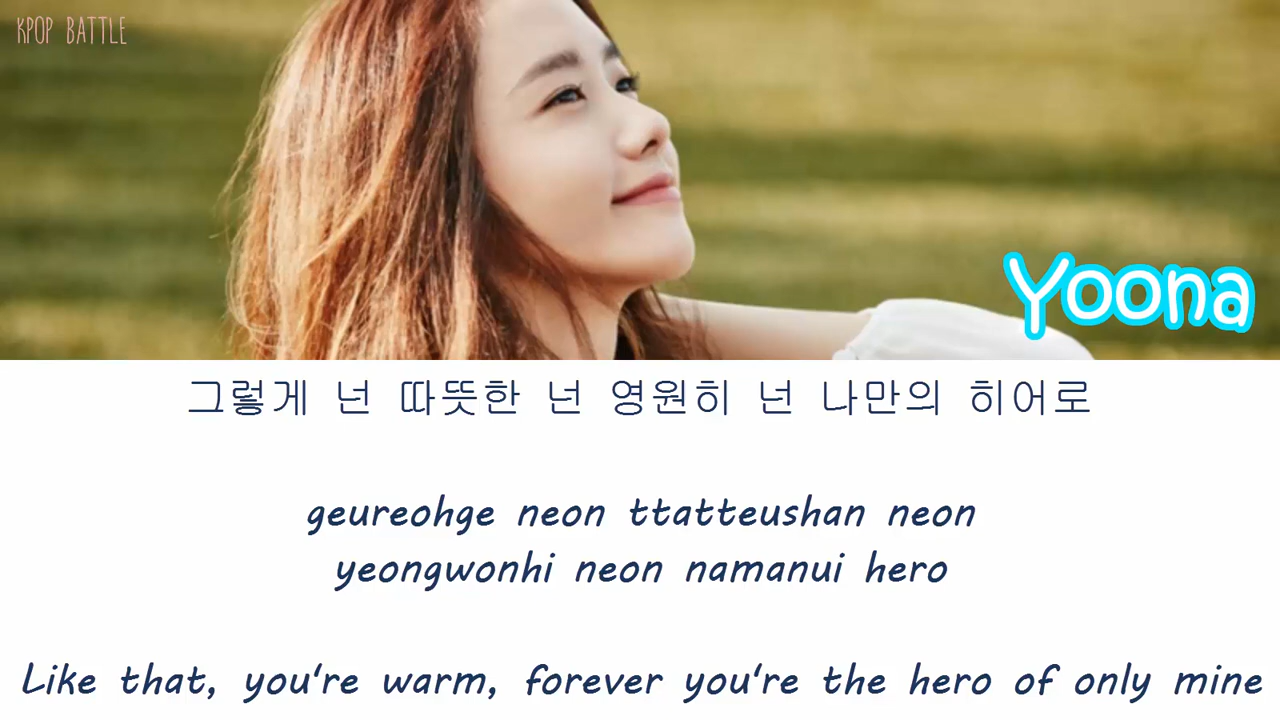 KPOP BATTLE
Yoona
그렇게 넌 따뜻한 넌 영원히 넌 나만의 히어로
geureohge neon ttatteushan neon
yeongwonhi neon namanui hero
Like that, you're warm, forever you're the hero of only mine